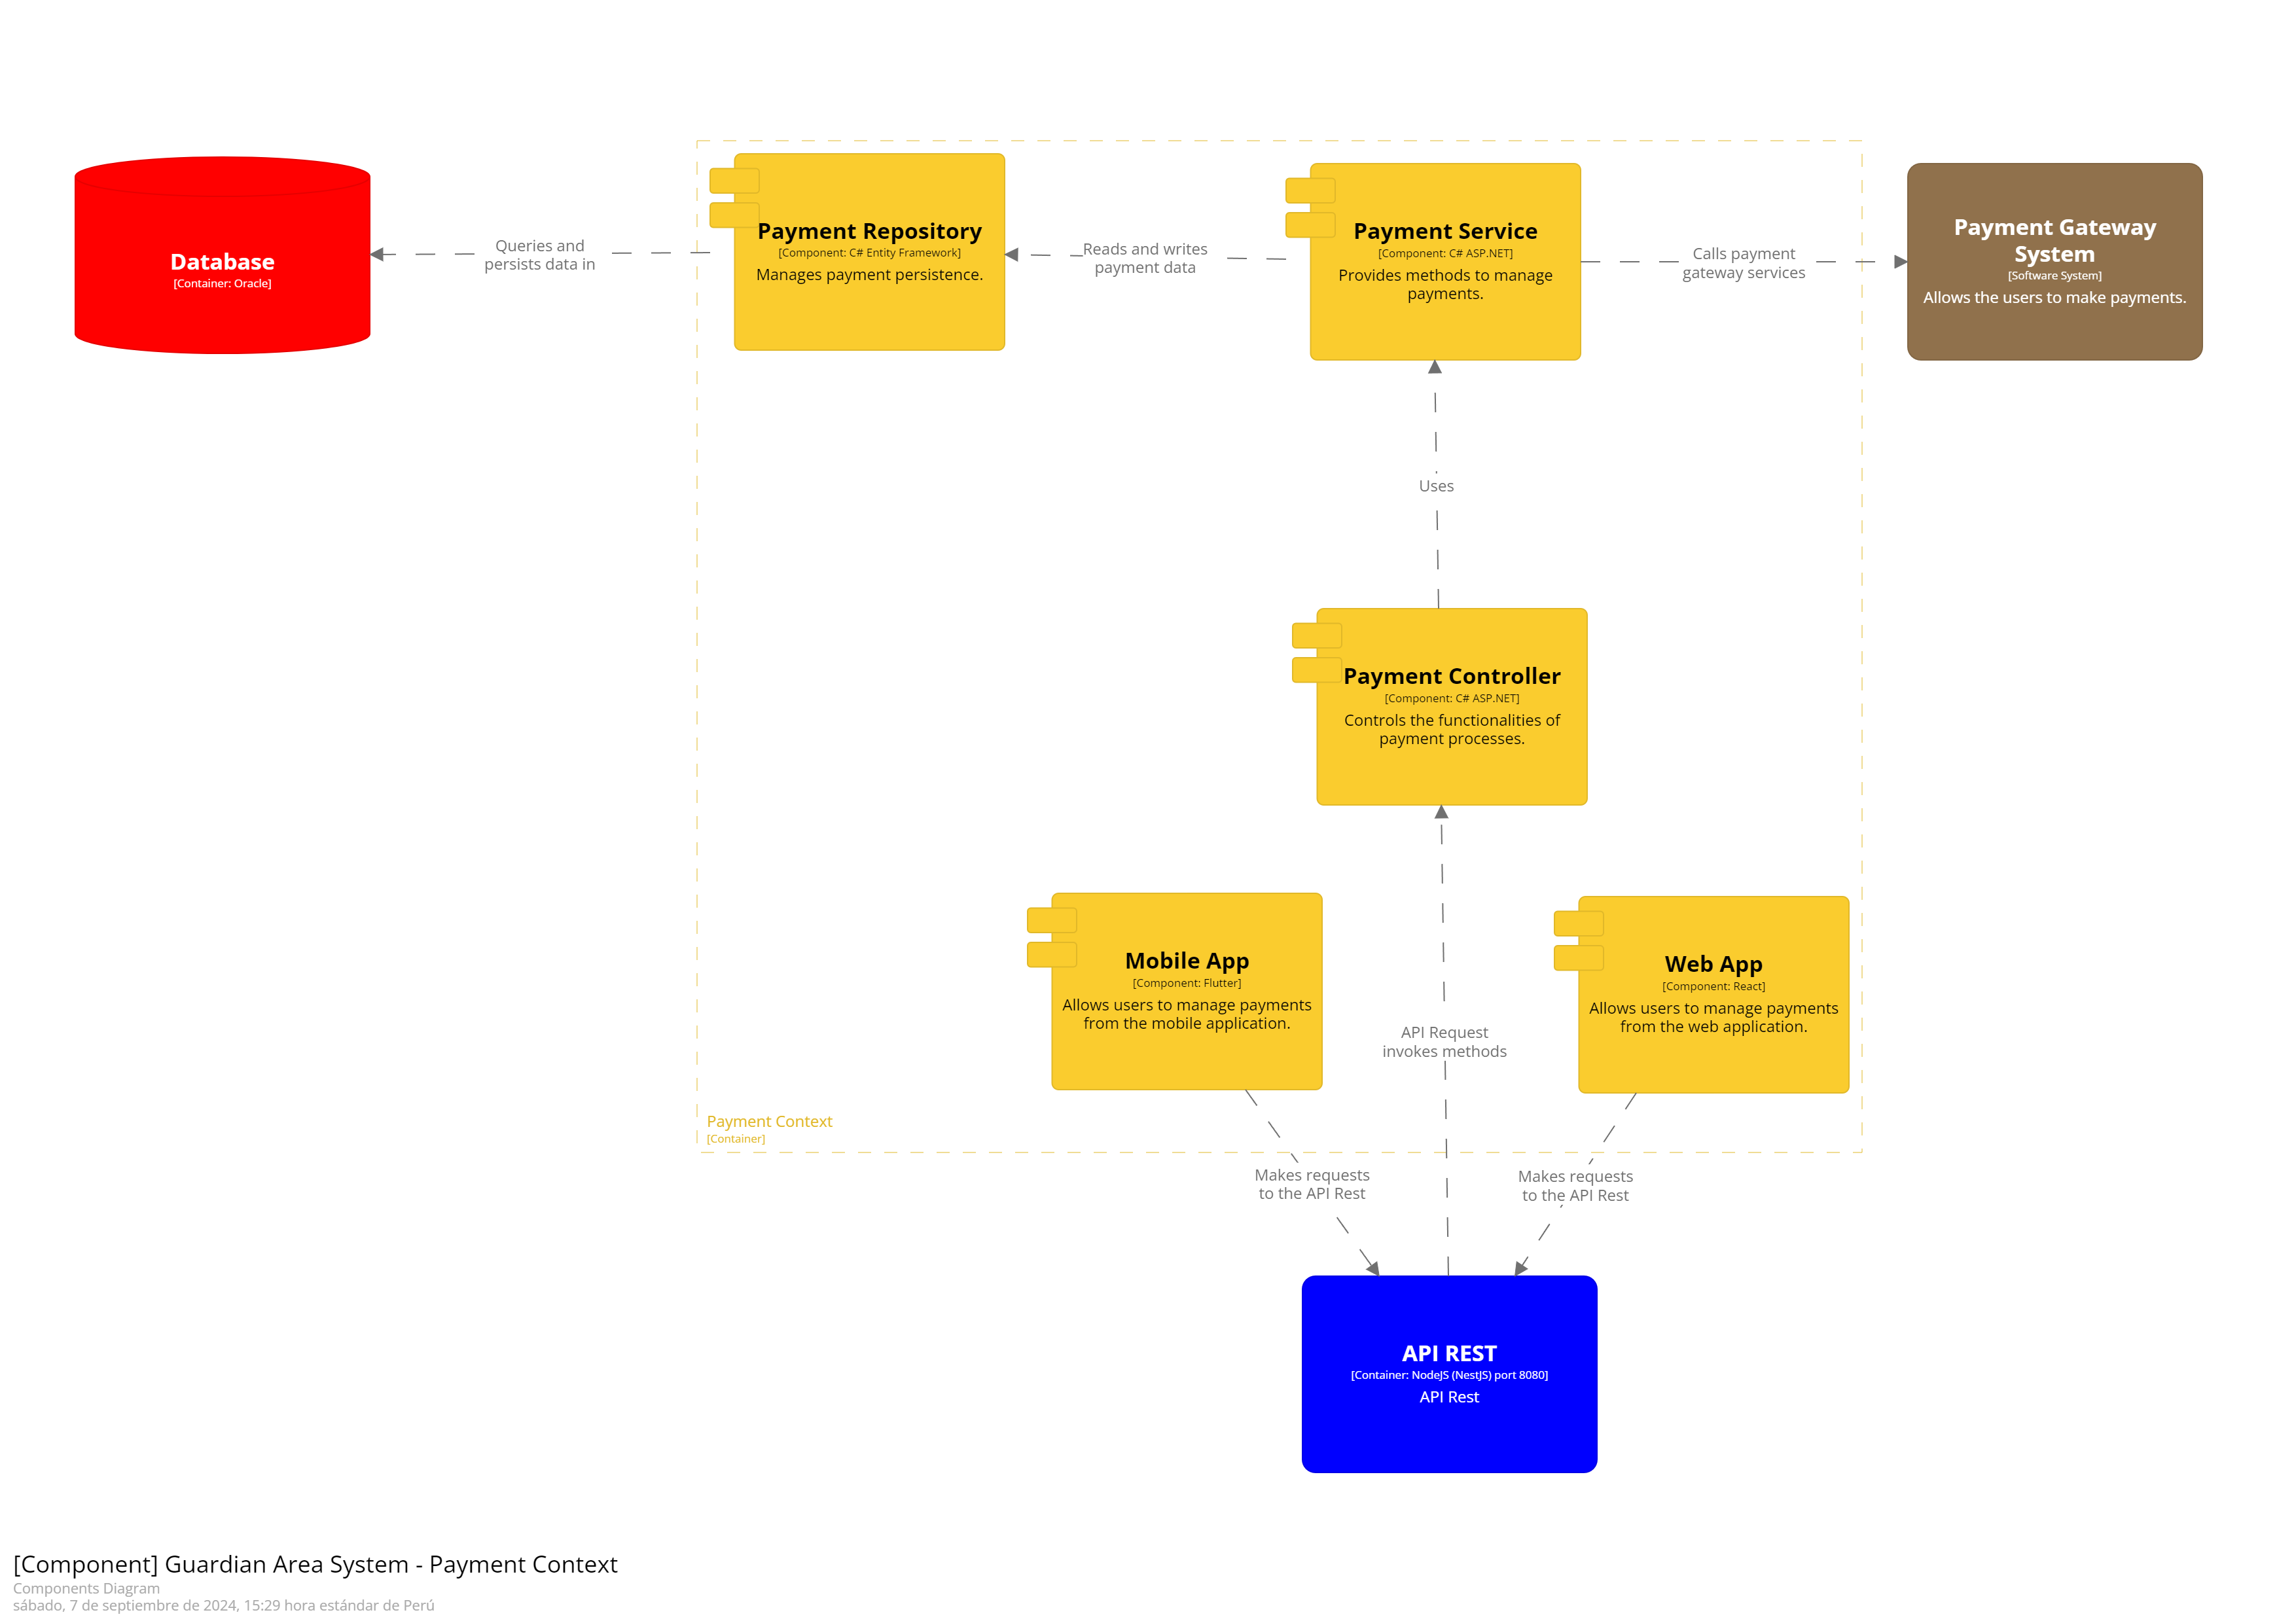 Database
[Container: Oracle]
Queries and
persists data in
Payment Repository
[Component: C# Entity Framework]
Manages payment persistence.
Reads and writes
payment data
Payment Service
[Component: C# ASP.NET]
Provides methods to manage
payments.
Calls payment
gateway services
Payment Gateway
System
[Software System]
Allows the users to make payments.
Uses
Payment Controller
[Component: C# ASP.NET]
Controls the functionalities of
payment processes.
Mobile App
[Component: Flutter]
Allows users to manage payments
from the mobile application.
API Request
invokes methods
Web App
[Component: React]
Allows users to manage payments
from the web application.
Payment Context
[Container]
Makes requests
to the API Rest
Makes requests
to the API Rest
API REST
[Container: NodeJS (NestJS) port 8080]
API Rest
[Component] Guardian Area System - Payment Context
Components Diagram
sábado, 7 de septiembre de 2024, 15:29 hora estándar de Perú